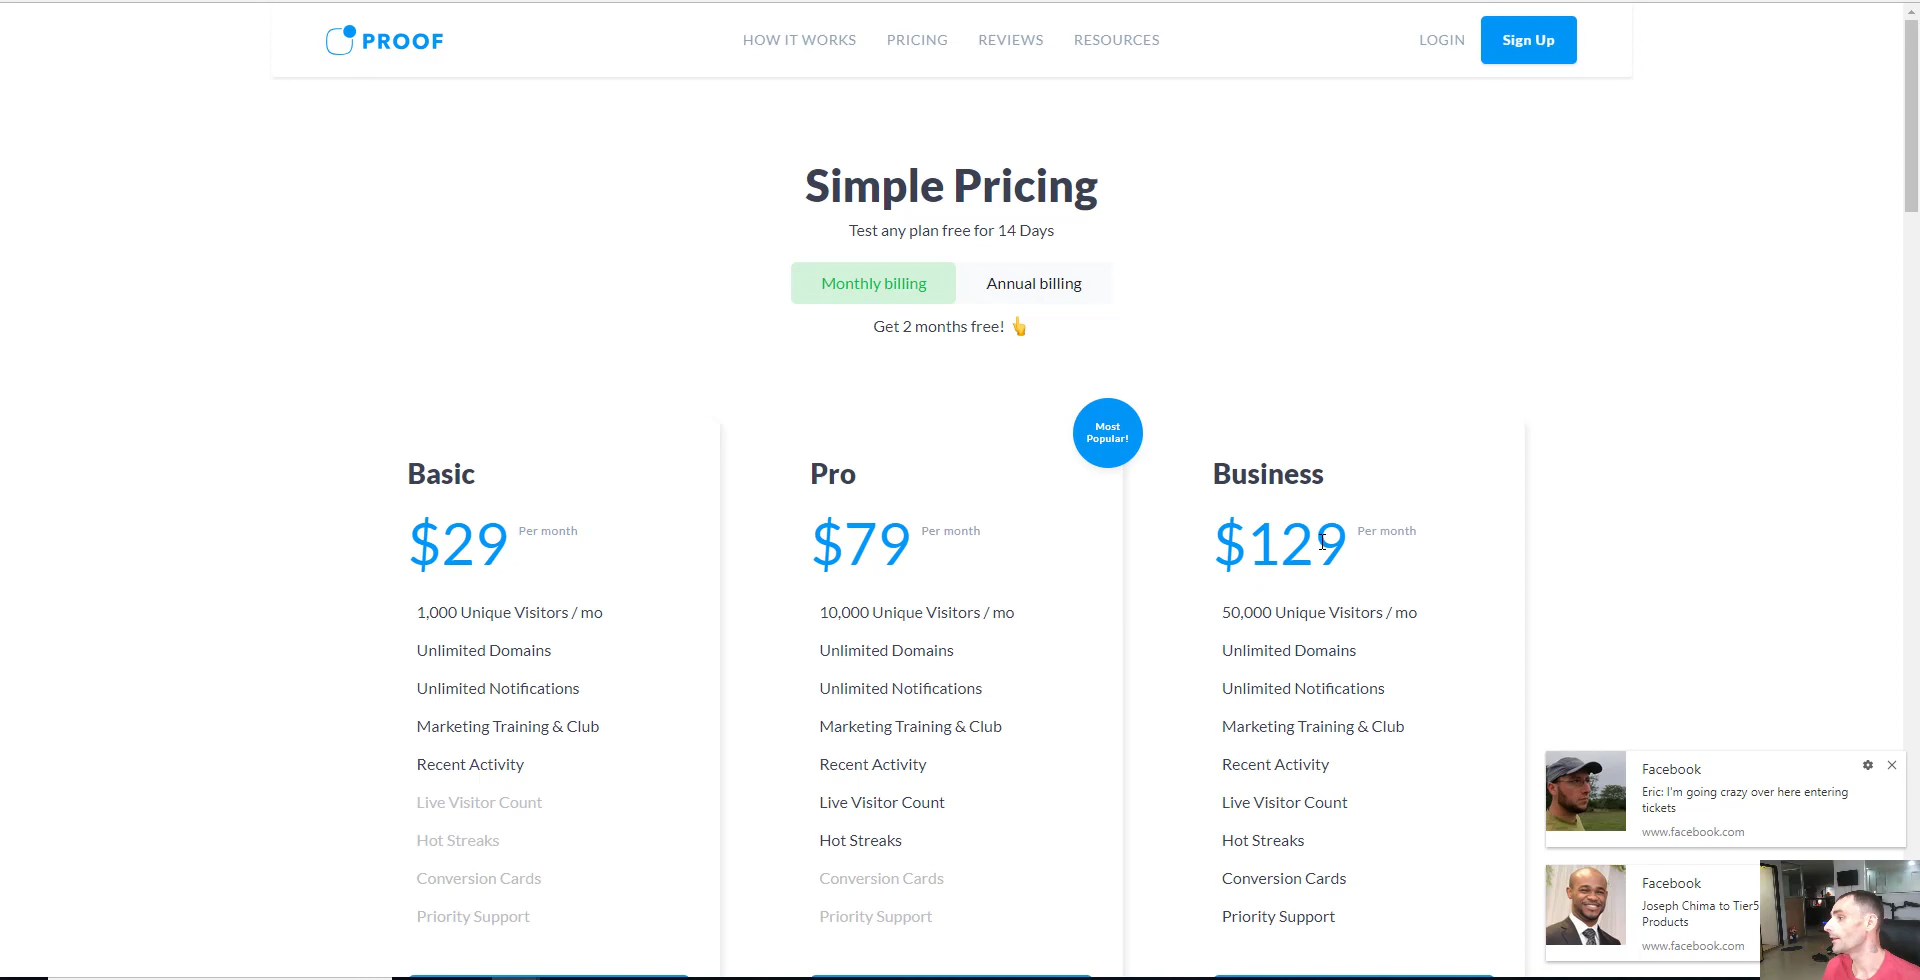 PROOF
HOW IT WORKS
PRICING
REVIEWS
RESOURCES
LOGIN
Sign Up
Simple Pricing
Test any plan free for 14 Days
Monthly billing
Annual billing
Get 2 months free! 👆
Most
Popular!
Basic
$29 Per month
1,000 Unique Visitors / mo
Unlimited Domains
Unlimited Notifications
Marketing Training & Club
Recent Activity
Live Visitor Count
Hot Streaks
Conversion Cards
Priority Support
Pro
$79 Per month
10,000 Unique Visitors / mo
Unlimited Domains
Unlimited Notifications
Marketing Training & Club
Recent Activity
Live Visitor Count
Hot Streaks
Conversion Cards
Priority Support
Business
$129 Per month
50,000 Unique Visitors / mo
Unlimited Domains
Unlimited Notifications
Marketing Training & Club
Recent Activity
Live Visitor Count
Hot Streaks
Conversion Cards
Priority Support
Facebook
Eric: I'm going crazy over here entering
tickets
www.facebook.com
Facebook
Joseph Chima to Tier5
Products
www.facebook.com